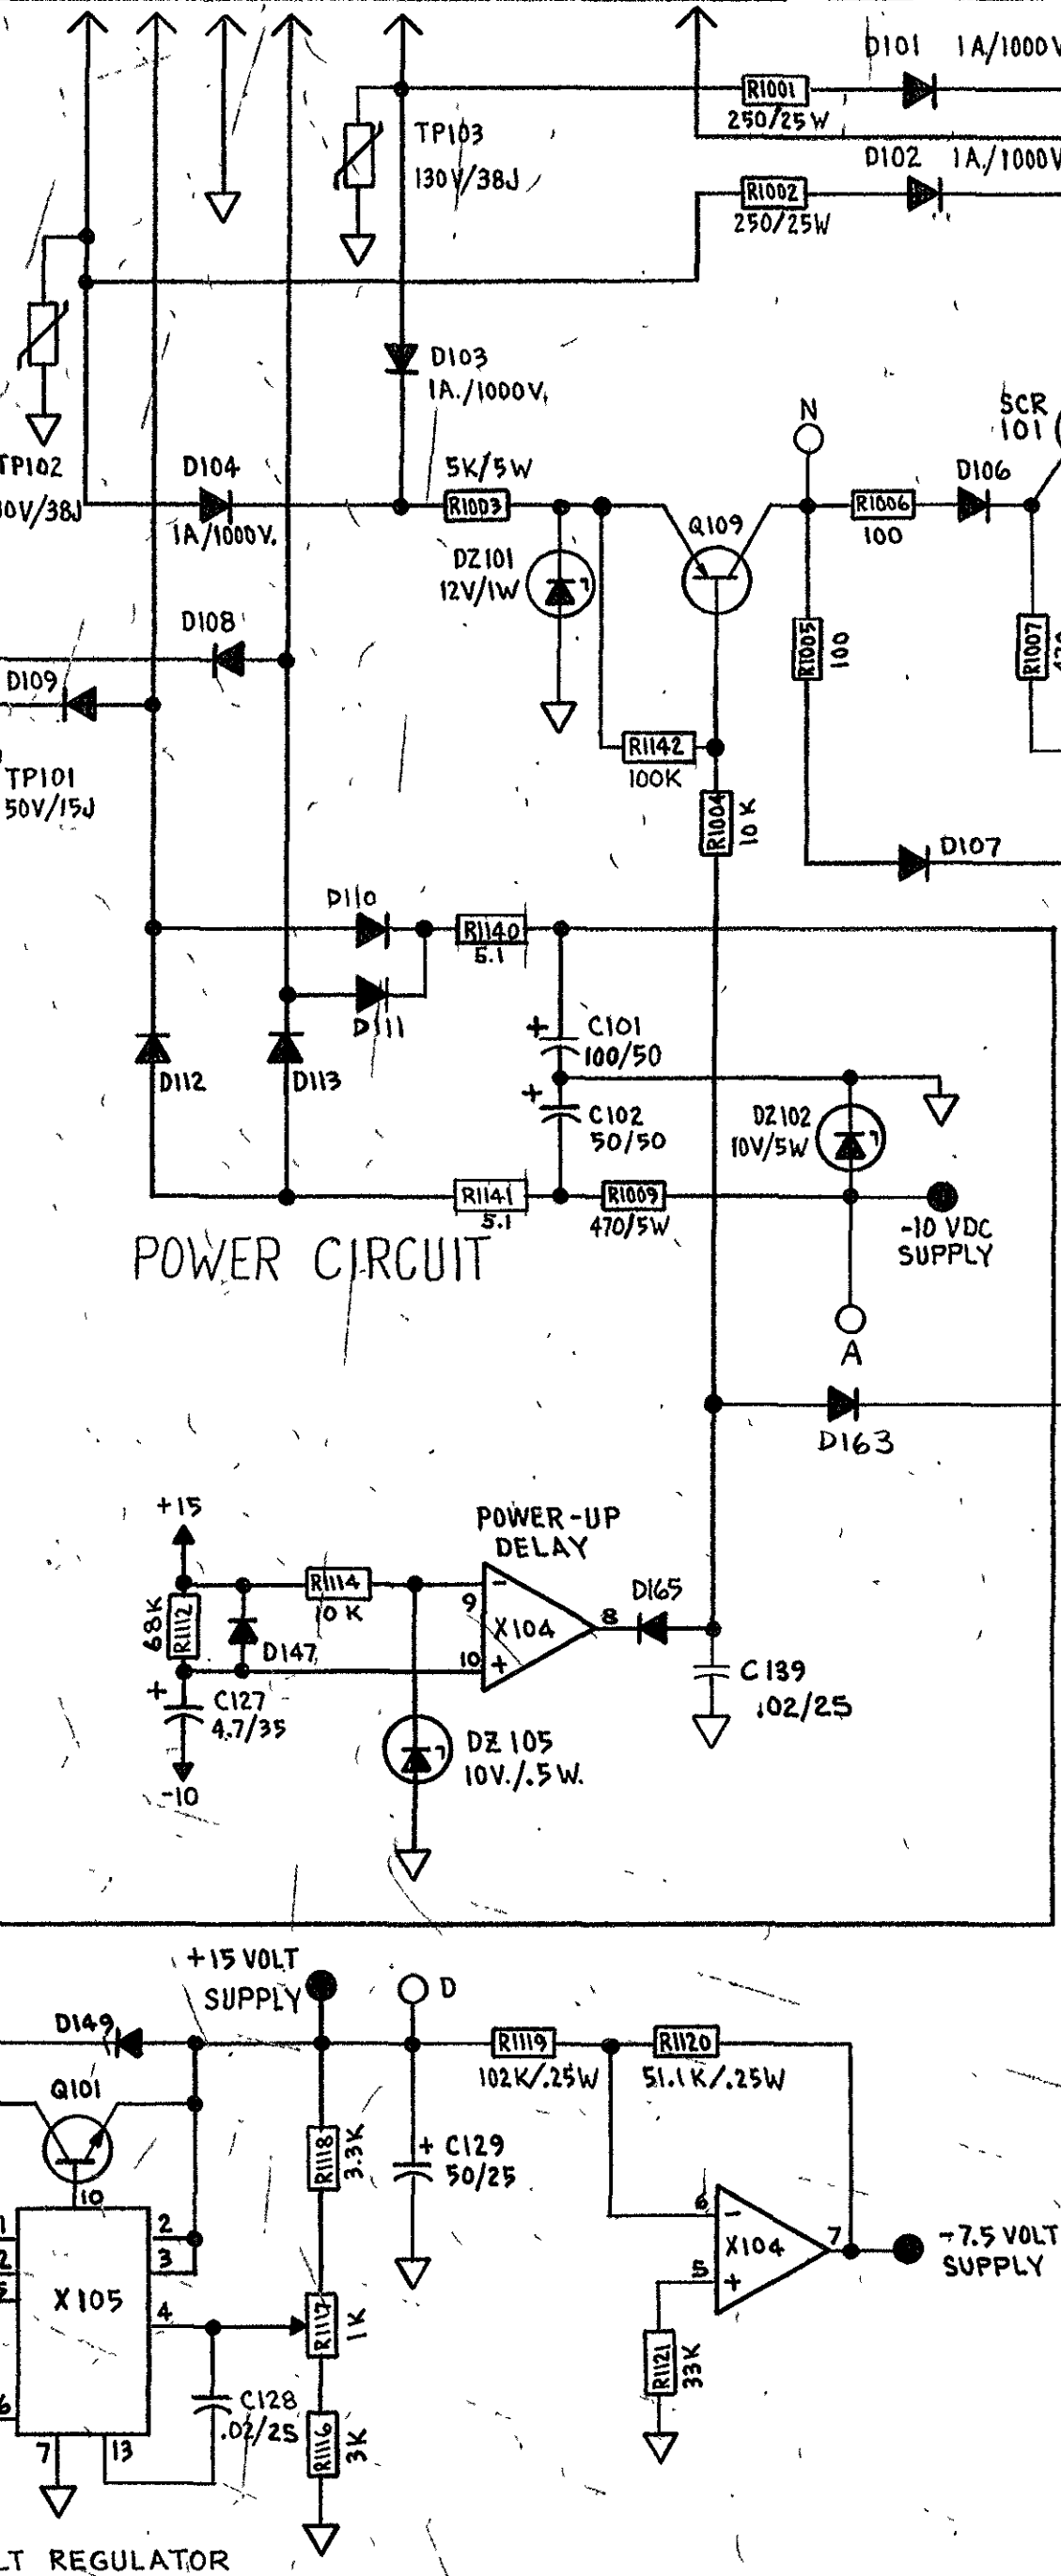 D101 1A./1000V
R1001
250/25W
TP103
130V/38J
D102 1A./1000V
R1002
250/25W
D103
1A./1000V.
N
SCR
101
TP102
D104
5K/5W
D106
R1003
R1006
1A/1000V.
100
Q109
DZ101
12V/1W
D108
R1005
100
R1007
D109
R1142
100K
TP101
50V/15J
R1004
10K
D107
D110
R1140
5.1
D111
C101
100/50
D112
D113
C102
50/50
DZ102
10V/5W
R1141
5.1
R1009
470/5W
-10 VDC
SUPPLY
POWER CIRCUIT
A
D163
+15
POWER-UP
DELAY
R1114
10K
D165
68K
R1112
9
-
8
X104
D147
10
+
C139
.02/25
+
C127
4.7/35
DZ105
10V./.5W.
-10
+15 VOLT
SUPPLY
D
D149
R1119
R1120
102K/.25W
51.1K/.25W
Q101
R1118
3.3K
+
C129
50/25
10
6
-
1
2
2
3
X104
7
-7.5 VOLT
SUPPLY
5
+
X105
4
R1117
1K
R1121
33K
6
C128
.02/25
R1116
3K
7
13
LT REGULATOR